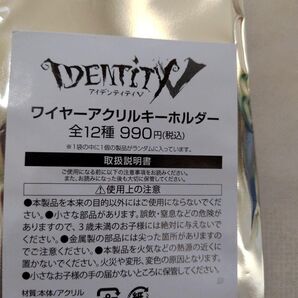 IDENTITY V
アイデンティティV
ワイヤーアクリルキーホルダー
全12種 990円(税込)
※1袋の中に1個の製品がランダムに入っています。
取扱説明書
ご使用になる前に以下の注意事項をお読みください。
また、お読みになった後も大切に保管してください。
⚠使用上の注意
●本製品を本来の目的以外にはご使用にならないでください。
●小さな部品があります。誤飲・窒息などの危険が
ありますので、3歳未満のお子様には絶対に与えないで
ください。●金属製の部品には尖った箇所がありますので
ご注意ください。●本製品を火気などの熱源の近くに
置かないでください。火災や変形、変色の原因となります。
●小さなお子様の手の届かないところに保管してください。
材質:本体/アクリル